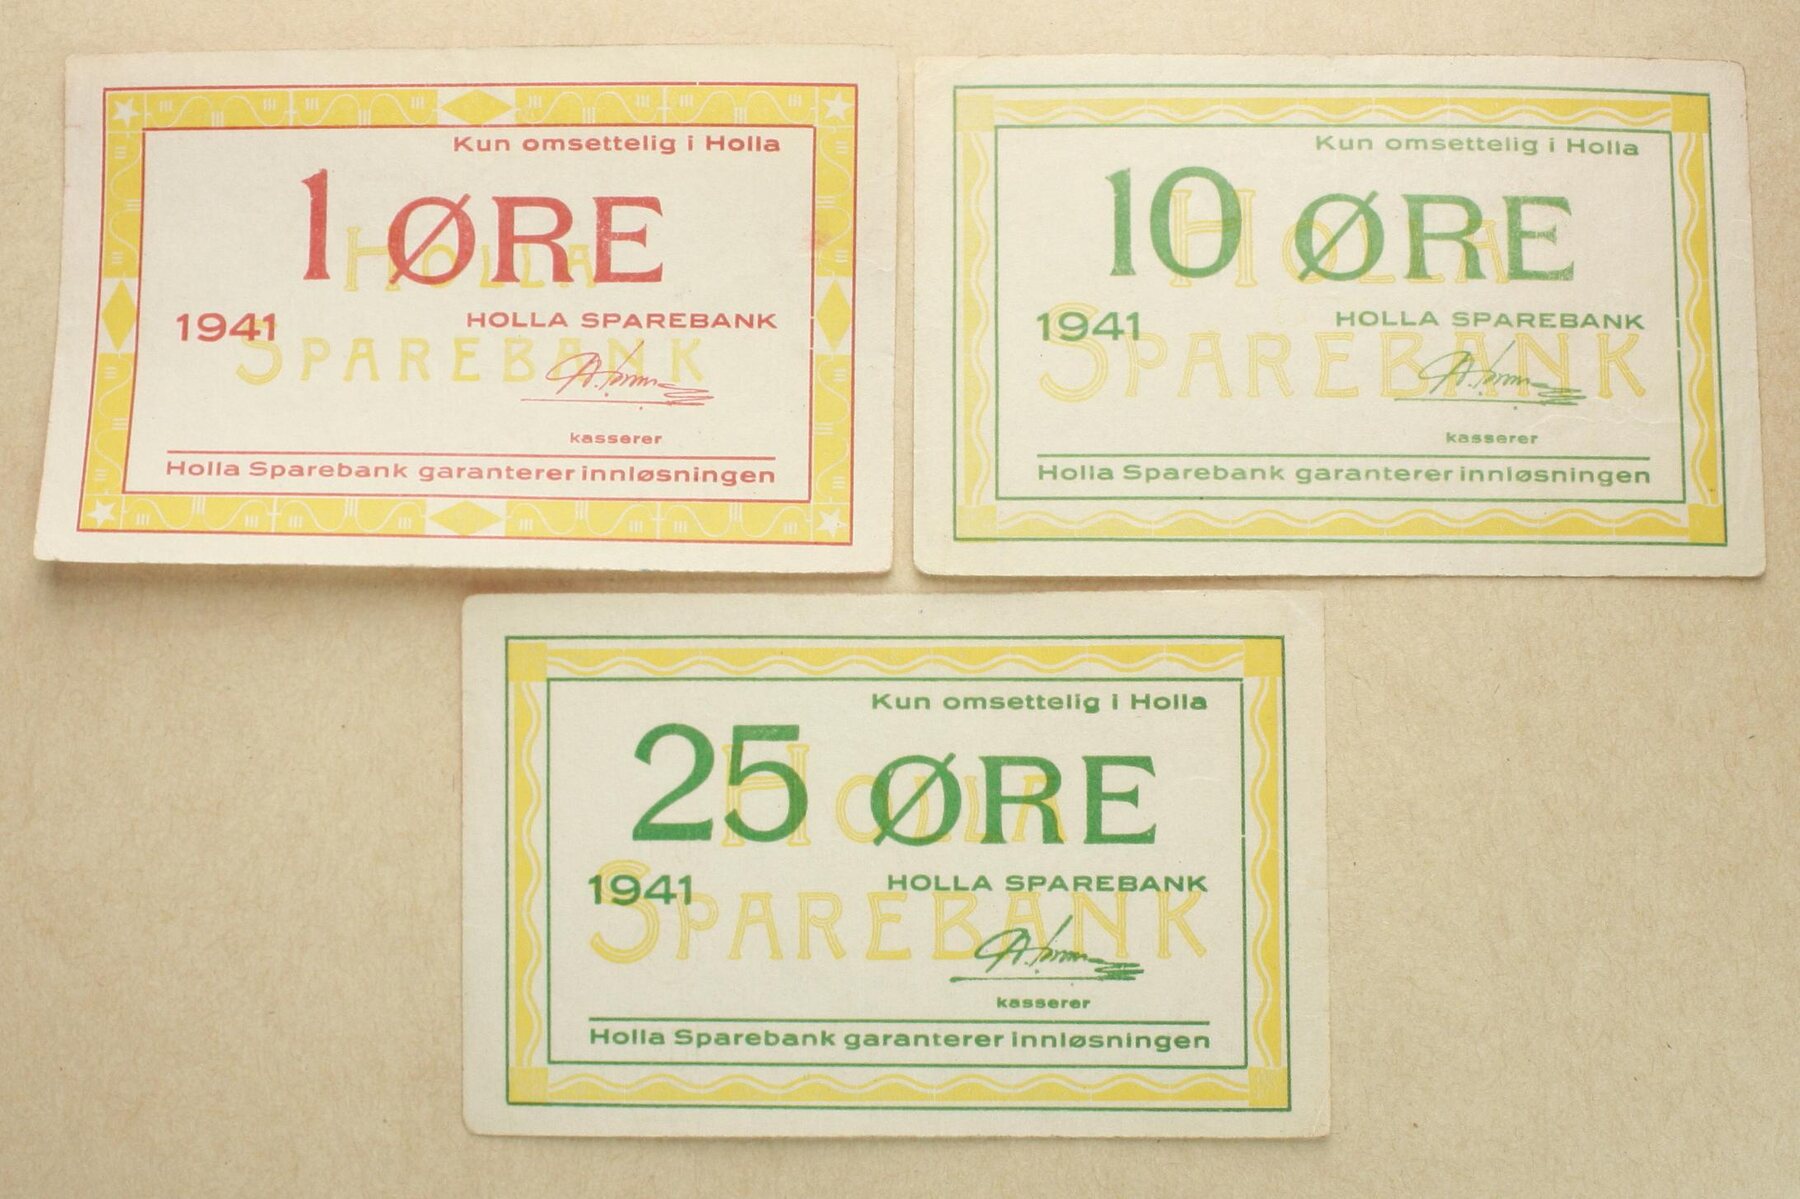 Kun omsettelig i Holla
1 ØRE
HOLLA
1941
HOLLA SPAREBANK
SPAREBANK
kasserer
Holla Sparebank garanterer innløsningen
Kun omsettelig i Holla
10 ØRE
HOLLA
1941
HOLLA SPAREBANK
SPAREBANK
kasserer
Holla Sparebank garanterer innløsningen
Kun omsettelig i Holla
25 ØRE
HOLLA
1941
HOLLA SPAREBANK
SPAREBANK
kasserer
Holla Sparebank garanterer innløsningen